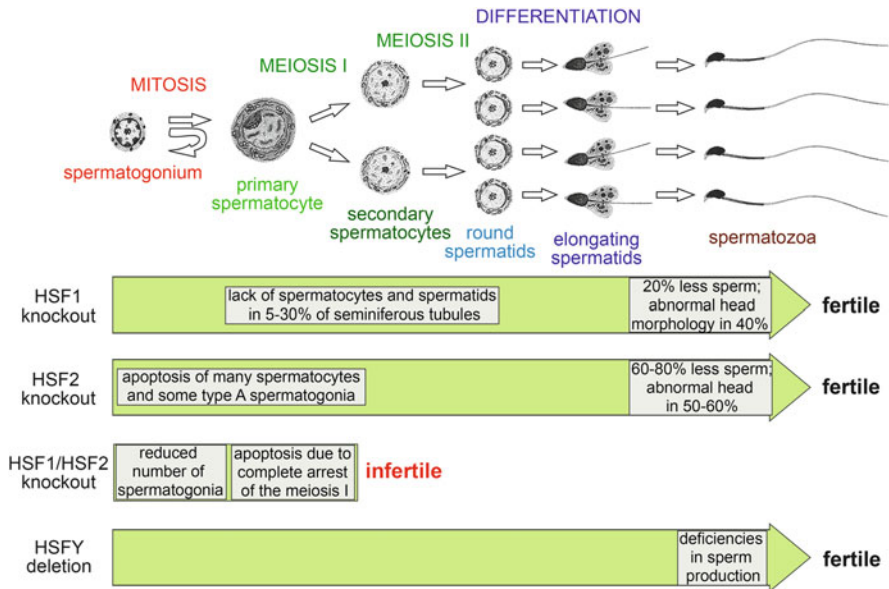 DIFFERENTIATION
MEIOSIS II
MEIOSIS I
MITOSIS
spermatogonium
primary
spermatocyte
secondary
spermatocytes
round
spermatids
elongating
spermatids
spermatozoa
HSF1
knockout
lack of spermatocytes and spermatids
in 5-30% of seminiferous tubules
20% less sperm;
abnormal head
morphology in 40%
fertile
HSF2
knockout
apoptosis of many spermatocytes
and some type A spermatogonia
60-80% less sperm;
abnormal head
in 50-60%
fertile
HSF1/HSF2
knockout
reduced
number of
spermatogonia
apoptosis due to
complete arrest
of the meiosis I
infertile
HSFY
deletion
deficiencies
in sperm
production
fertile